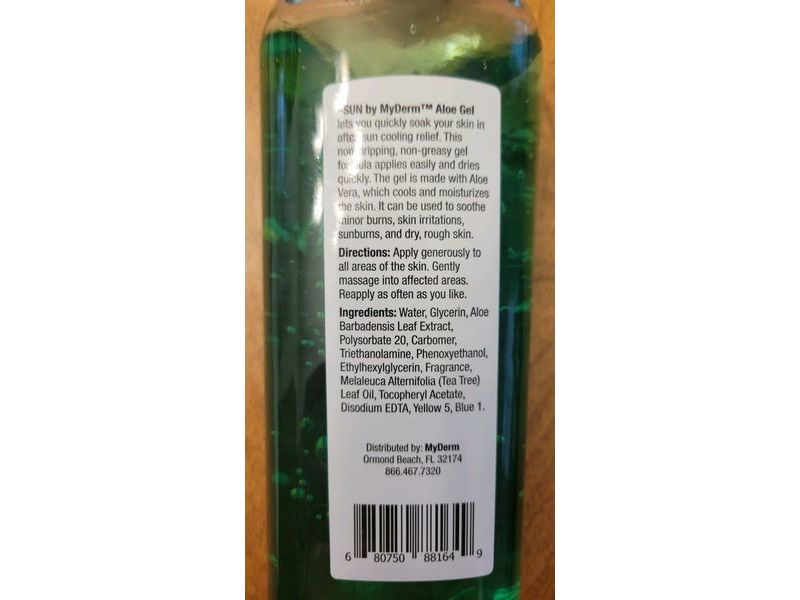 -SUN by MyDerm™ Aloe Gel
lets you quickly soak your skin in
after sun cooling relief. This
non-dripping, non-greasy gel
formula applies easily and dries
quickly. The gel is made with Aloe
Vera, which cools and moisturizes
the skin. It can be used to soothe
minor burns, skin irritations,
sunburns, and dry, rough skin.
Directions: Apply generously to
all areas of the skin. Gently
massage into affected areas.
Reapply as often as you like.
Ingredients: Water, Glycerin, Aloe
Barbadensis Leaf Extract,
Polysorbate 20, Carbomer,
Triethanolamine, Phenoxyethanol,
Ethylhexylglycerin, Fragrance,
Melaleuca Alternifolia (Tea Tree)
Leaf Oil, Tocopheryl Acetate,
Disodium EDTA, Yellow 5, Blue 1.
Distributed by: MyDerm
Ormond Beach, FL 32174
866.467.7320
6 80750 88164 9